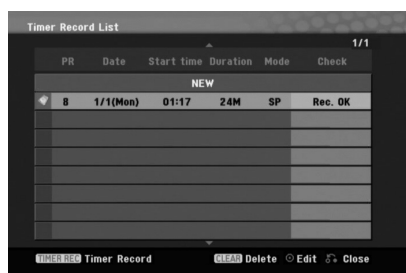 Timer Record List
1/1
PR Date Start time Duration Mode Check
NEW
8 1/1(Mon) 01:17 24M SP Rec. OK
TIMER REC Timer Record CLEAR Delete Edit Close